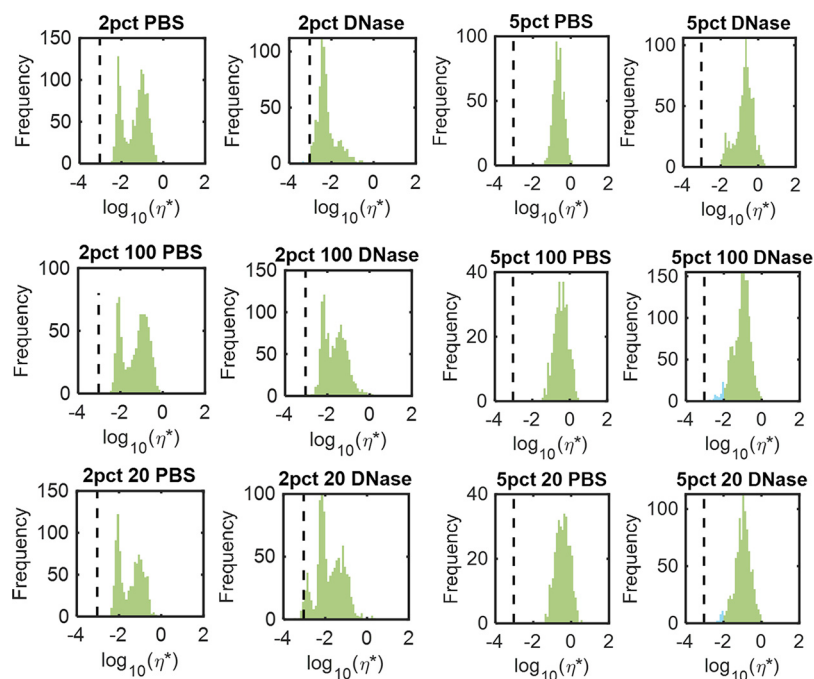 2pct PBS
150
100
50
0
Frequency
-4 -2 0 2
log10(η*)
2pct DNase
100
50
0
Frequency
-4 -2 0 2
log10(η*)
5pct PBS
100
50
0
Frequency
-4 -2 0 2
log10(η*)
5pct DNase
100
50
0
Frequency
-4 -2 0 2
log10(η*)
2pct 100 PBS
100
50
0
Frequency
-4 -2 0 2
log10(η*)
2pct 100 DNase
150
100
50
0
Frequency
-4 -2 0 2
log10(η*)
5pct 100 PBS
40
20
0
Frequency
-4 -2 0 2
log10(η*)
5pct 100 DNase
150
100
50
0
Frequency
-4 -2 0 2
log10(η*)
2pct 20 PBS
150
100
50
0
Frequency
-4 -2 0 2
log10(η*)
2pct 20 DNase
100
50
0
Frequency
-4 -2 0 2
log10(η*)
5pct 20 PBS
40
20
0
Frequency
-4 -2 0 2
log10(η*)
5pct 20 DNase
100
50
0
Frequency
-4 -2 0 2
log10(η*)